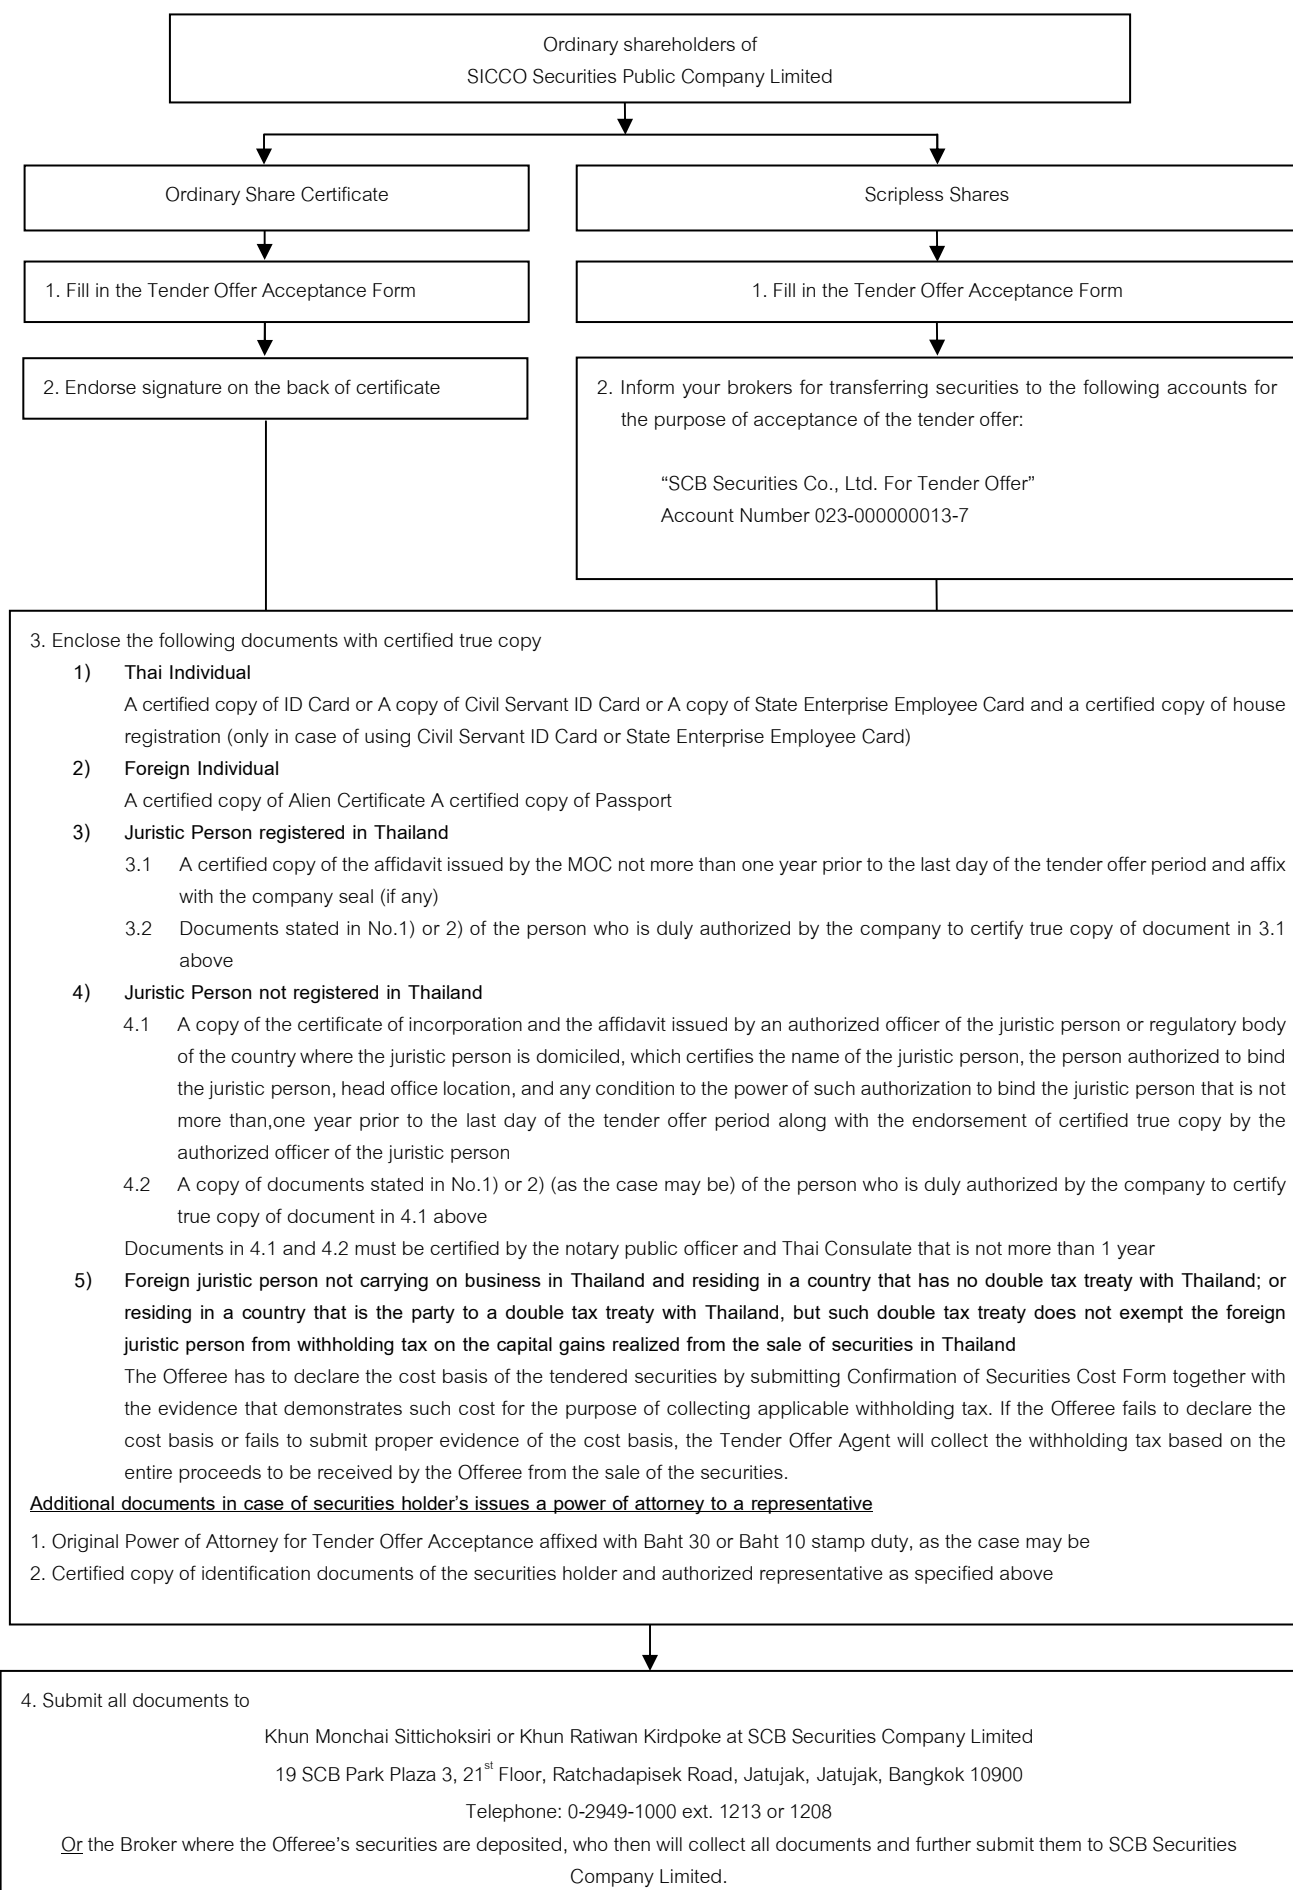 Ordinary shareholders of
SICCO Securities Public Company Limited
Ordinary Share Certificate
Scripless Shares
1. Fill in the Tender Offer Acceptance Form
1. Fill in the Tender Offer Acceptance Form
2. Endorse signature on the back of certificate
2. Inform your brokers for transferring securities to the following accounts for
the purpose of acceptance of the tender offer:
“SCB Securities Co., Ltd. For Tender Offer”
Account Number 023-000000013-7
3. Enclose the following documents with certified true copy
1) Thai Individual
A certified copy of ID Card or A copy of Civil Servant ID Card or A copy of State Enterprise Employee Card and a certified copy of house
registration (only in case of using Civil Servant ID Card or State Enterprise Employee Card)
2) Foreign Individual
A certified copy of Alien Certificate A certified copy of Passport
3) Juristic Person registered in Thailand
3.1 A certified copy of the affidavit issued by the MOC not more than one year prior to the last day of the tender offer period and affix
with the company seal (if any)
3.2 Documents stated in No.1) or 2) of the person who is duly authorized by the company to certify true copy of document in 3.1
above
4) Juristic Person not registered in Thailand
4.1 A copy of the certificate of incorporation and the affidavit issued by an authorized officer of the juristic person or regulatory body
of the country where the juristic person is domiciled, which certifies the name of the juristic person, the person authorized to bind
the juristic person, head office location, and any condition to the power of such authorization to bind the juristic person that is not
more than,one year prior to the last day of the tender offer period along with the endorsement of certified true copy by the
authorized officer of the juristic person
4.2 A copy of documents stated in No.1) or 2) (as the case may be) of the person who is duly authorized by the company to certify
true copy of document in 4.1 above
Documents in 4.1 and 4.2 must be certified by the notary public officer and Thai Consulate that is not more than 1 year
5) Foreign juristic person not carrying on business in Thailand and residing in a country that has no double tax treaty with Thailand; or
residing in a country that is the party to a double tax treaty with Thailand, but such double tax treaty does not exempt the foreign
juristic person from withholding tax on the capital gains realized from the sale of securities in Thailand
The Offeree has to declare the cost basis of the tendered securities by submitting Confirmation of Securities Cost Form together with
the evidence that demonstrates such cost for the purpose of collecting applicable withholding tax. If the Offeree fails to declare the
cost basis or fails to submit proper evidence of the cost basis, the Tender Offer Agent will collect the withholding tax based on the
entire proceeds to be received by the Offeree from the sale of the securities.
Additional documents in case of securities holder’s issues a power of attorney to a representative
1. Original Power of Attorney for Tender Offer Acceptance affixed with Baht 30 or Baht 10 stamp duty, as the case may be
2. Certified copy of identification documents of the securities holder and authorized representative as specified above
4. Submit all documents to
Khun Monchai Sittichoksiri or Khun Ratiwan Kirdpoke at SCB Securities Company Limited
19 SCB Park Plaza 3, 21st Floor, Ratchadapisek Road, Jatujak, Jatujak, Bangkok 10900
Telephone: 0-2949-1000 ext. 1213 or 1208
Or the Broker where the Offeree’s securities are deposited, who then will collect all documents and further submit them to SCB Securities
Company Limited.